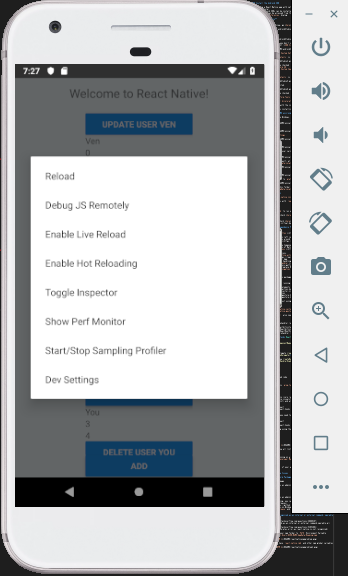 7:27
Welcome to React Native!
UPDATE USER VEN
Ven
0
Reload
Debug JS Remotely
Enable Live Reload
Enable Hot Reloading
Toggle Inspector
Show Perf Monitor
Start/Stop Sampling Profiler
Dev Settings
You
3
4
DELETE USER YOU
ADD